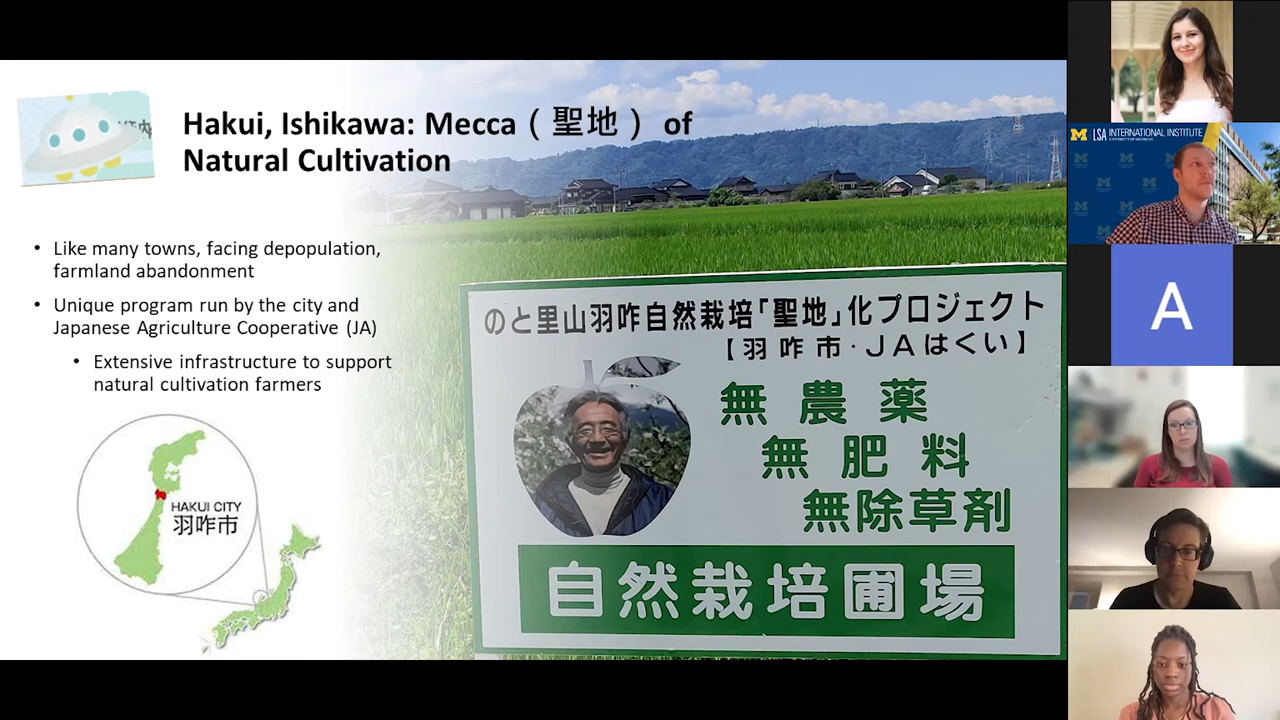 Hakui, Ishikawa: Mecca（聖地） of
Natural Cultivation
• Like many towns, facing depopulation,
farmland abandonment
• Unique program run by the city and
Japanese Agriculture Cooperative (JA)
• Extensive infrastructure to support
natural cultivation farmers
HAKUI CITY
羽咋市
のと里山羽咋自然栽培「聖地」化プロジェクト
【羽咋市·JAはくい】
無農薬
無肥料
無除草剤
自然栽培圃場
M LSA INTERNATIONAL INSTITUTE
UNIVERSITY OF MICHIGAN
A